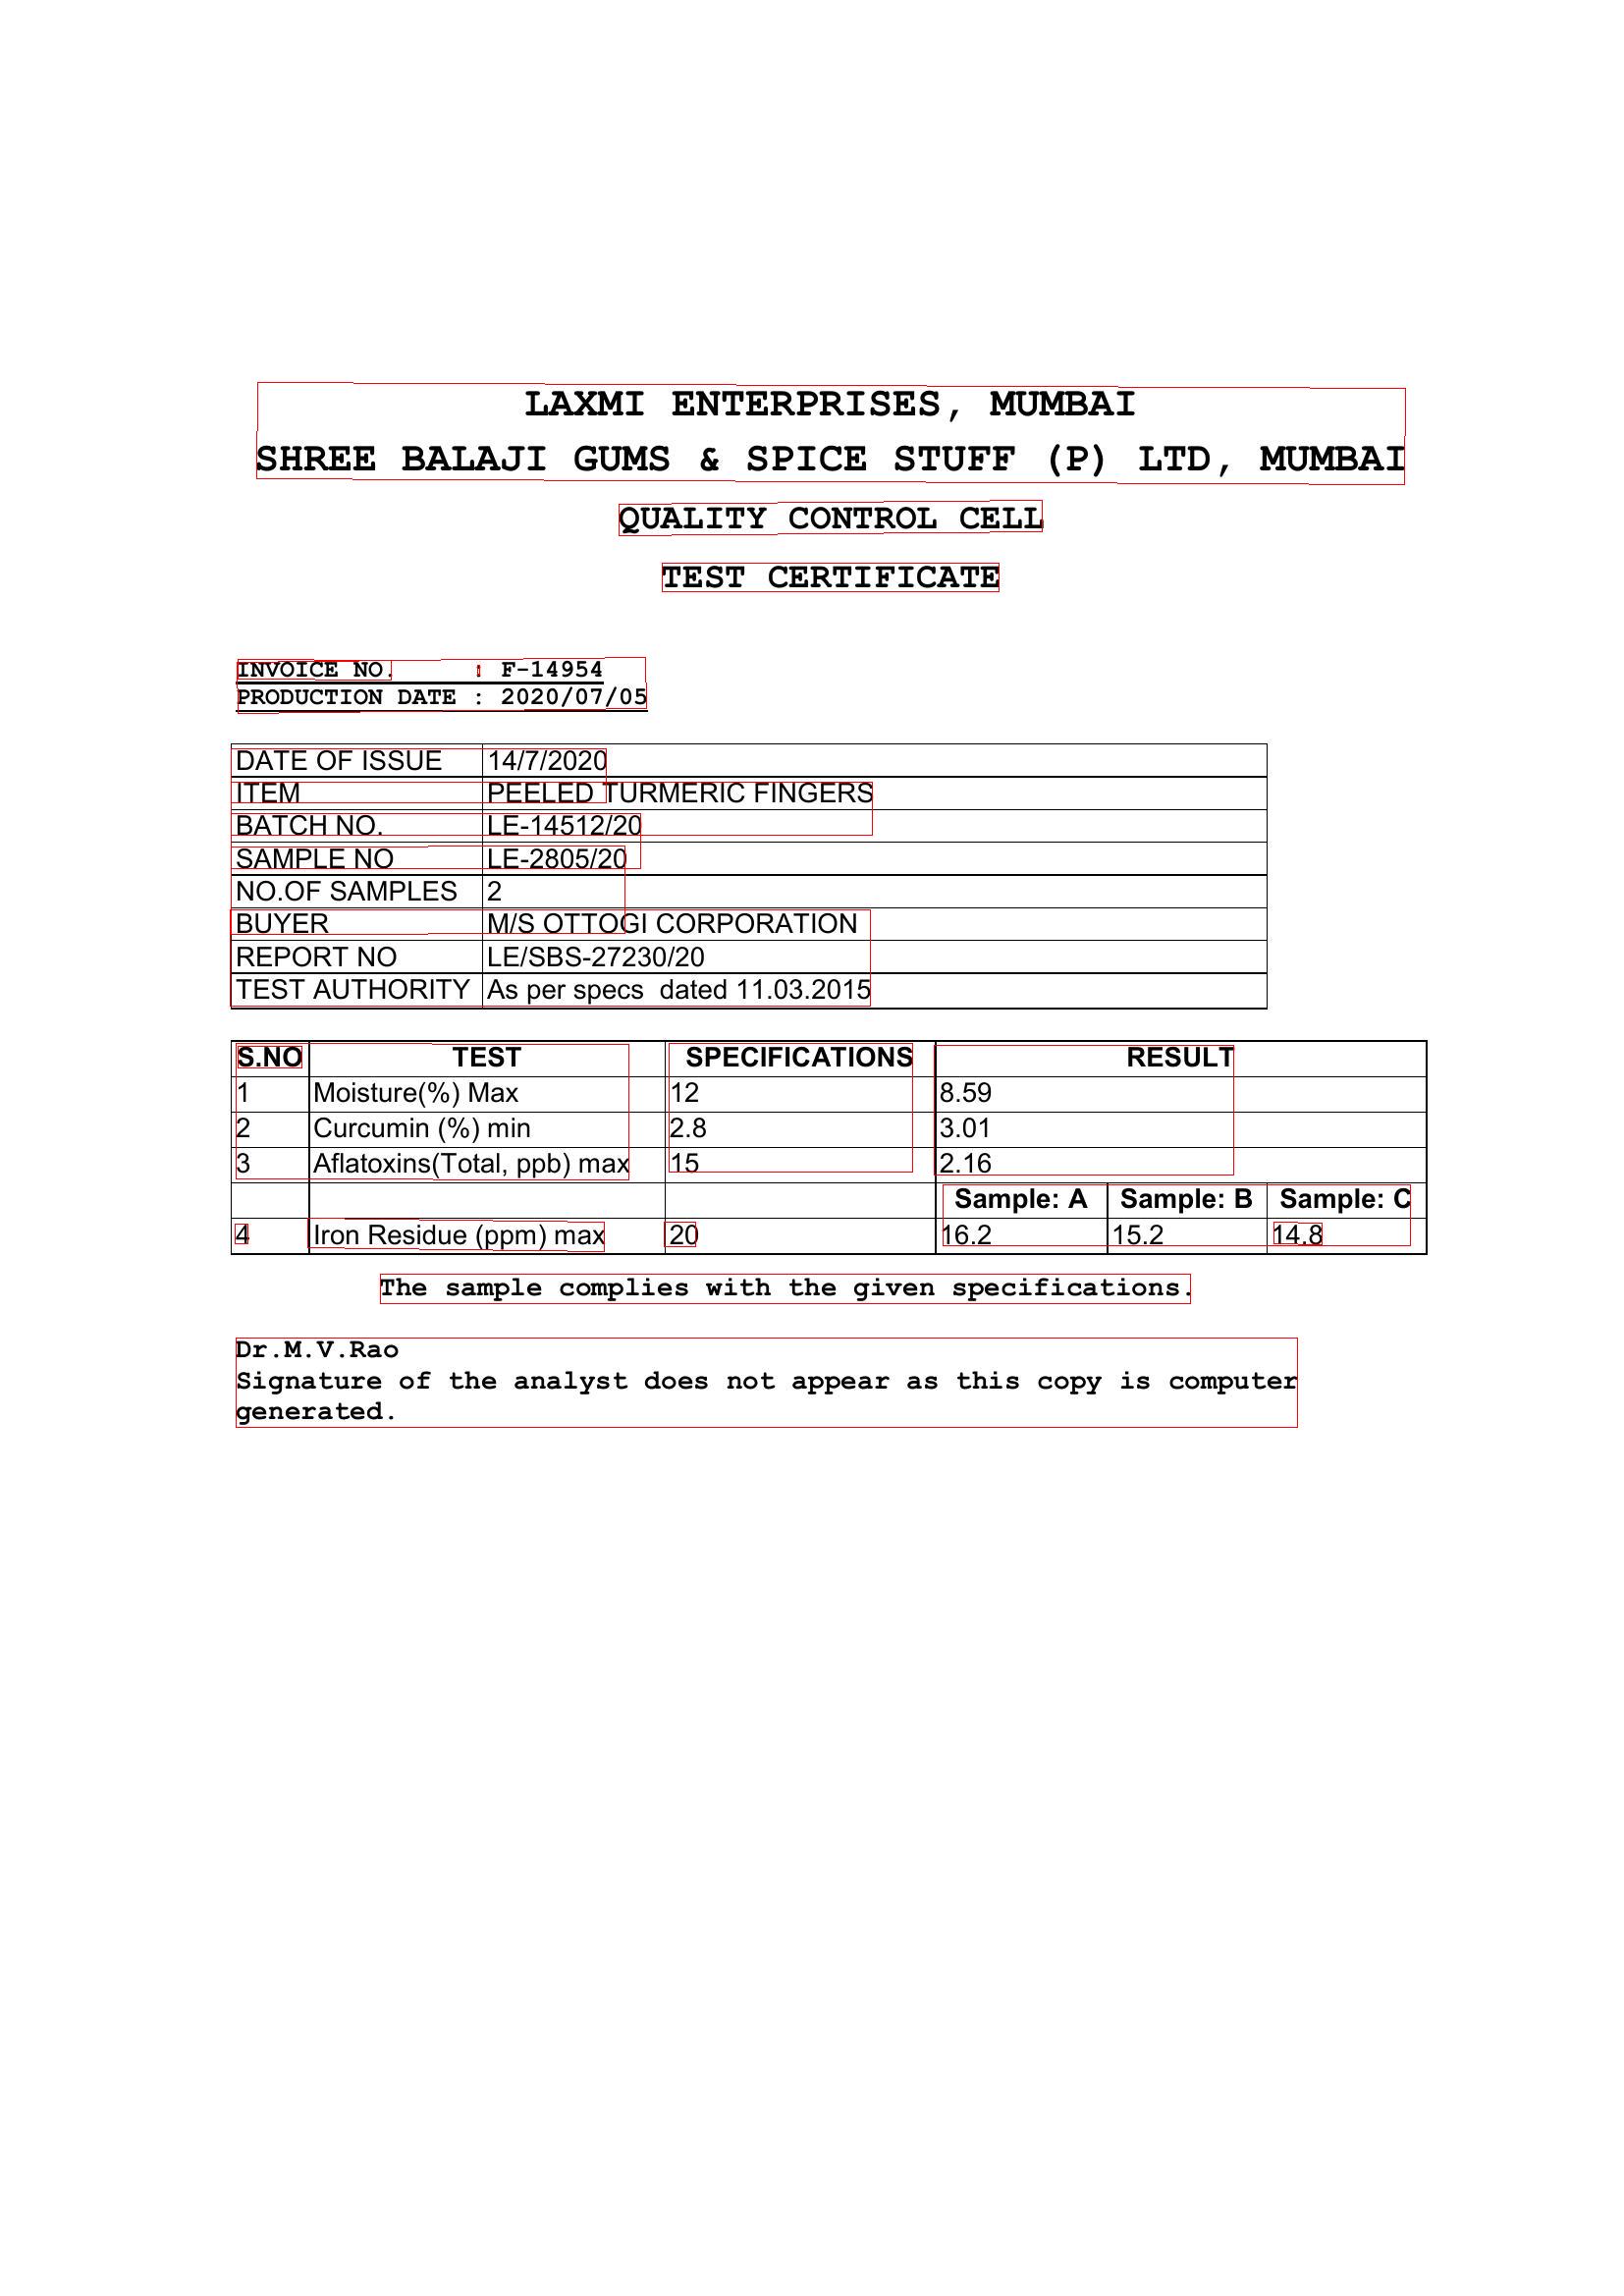 LAXMI ENTERPRISES, MUMBAI
SHREE BALAJI GUMS & SPICE STUFF (P) LTD, MUMBAI
QUALITY CONTROL CELL
TEST CERTIFICATE
INVOICE NO. : F-14954
PRODUCTION DATE : 2020/07/05
DATE OF ISSUE 14/7/2020
ITEM PEELED TURMERIC FINGERS
BATCH NO. LE-14512/20
SAMPLE NO LE-2805/20
NO.OF SAMPLES 2
BUYER M/S OTTOGI CORPORATION
REPORT NO LE/SBS-27230/20
TEST AUTHORITY As per specs dated 11.03.2015
S.NO TEST SPECIFICATIONS RESULT
1 Moisture(%) Max 12 8.59
2 Curcumin (%) min 2.8 3.01
3 Aflatoxins(Total, ppb) max 15 2.16
Sample: A Sample: B Sample: C
4 Iron Residue (ppm) max 20 16.2 15.2 14.8
The sample complies with the given specifications.
Dr.M.V.Rao
Signature of the analyst does not appear as this copy is computer
generated.